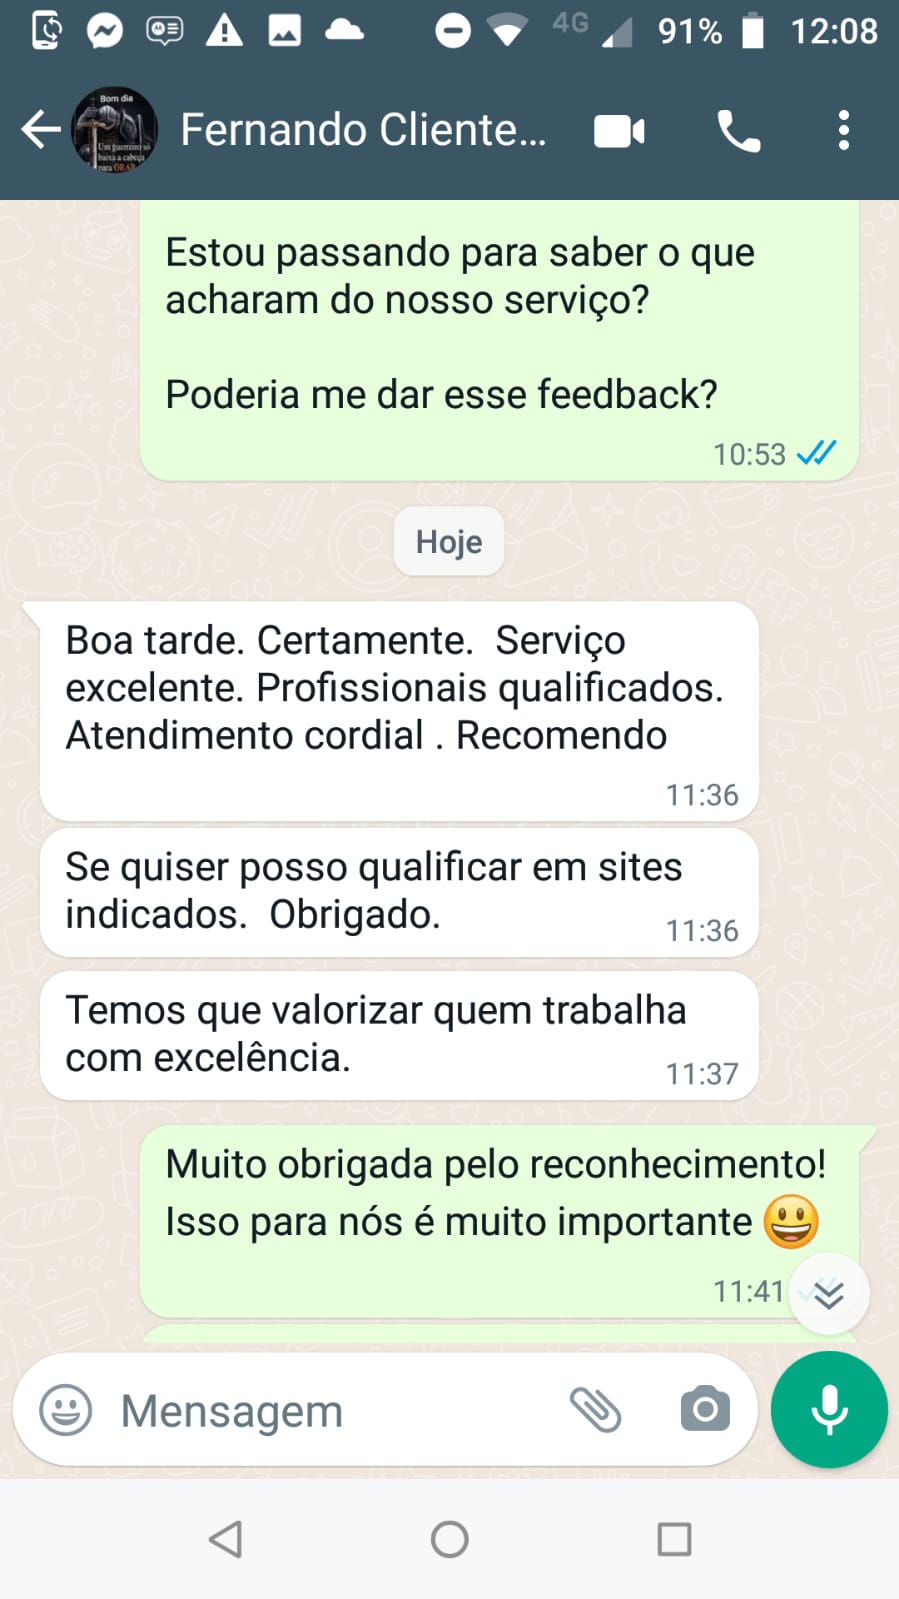 4G 91% 12:08
Bom dia
Um guerreiro só
baixa a cabeça
para ORAR
Fernando Cliente...
Estou passando para saber o que
acharam do nosso serviço?
Poderia me dar esse feedback?
10:53
Hoje
Boa tarde. Certamente.  Serviço
excelente. Profissionais qualificados.
Atendimento cordial . Recomendo
11:36
Se quiser posso qualificar em sites
indicados.  Obrigado.
11:36
Temos que valorizar quem trabalha
com excelência.
11:37
Muito obrigada pelo reconhecimento!
Isso para nós é muito importante 😃
11:41
Mensagem